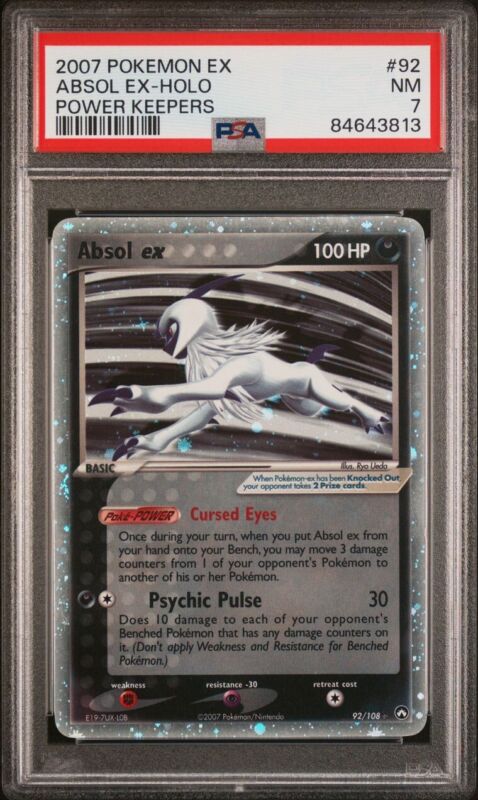 2007 POKEMON EX #92
ABSOL EX-HOLO NM
POWER KEEPERS 7
PSA 84643813
Absol ex 100 HP
BASIC Illus. Ryo Ueda
When Pokémon-ex has been Knocked Out,
your opponent takes 2 Prize cards.
Poké-POWER Cursed Eyes
Once during your turn, when you put Absol ex from
your hand onto your Bench, you may move 3 damage
counters from 1 of your opponent's Pokémon to
another of his or her Pokémon.
Psychic Pulse 30
Does 10 damage to each of your opponent's
Benched Pokémon that has any damage counters on
it. (Don't apply Weakness and Resistance for Benched
Pokémon.)
weakness resistance -30 retreat cost
E19-7UX-L0B ©2007 Pokémon/Nintendo 92/108